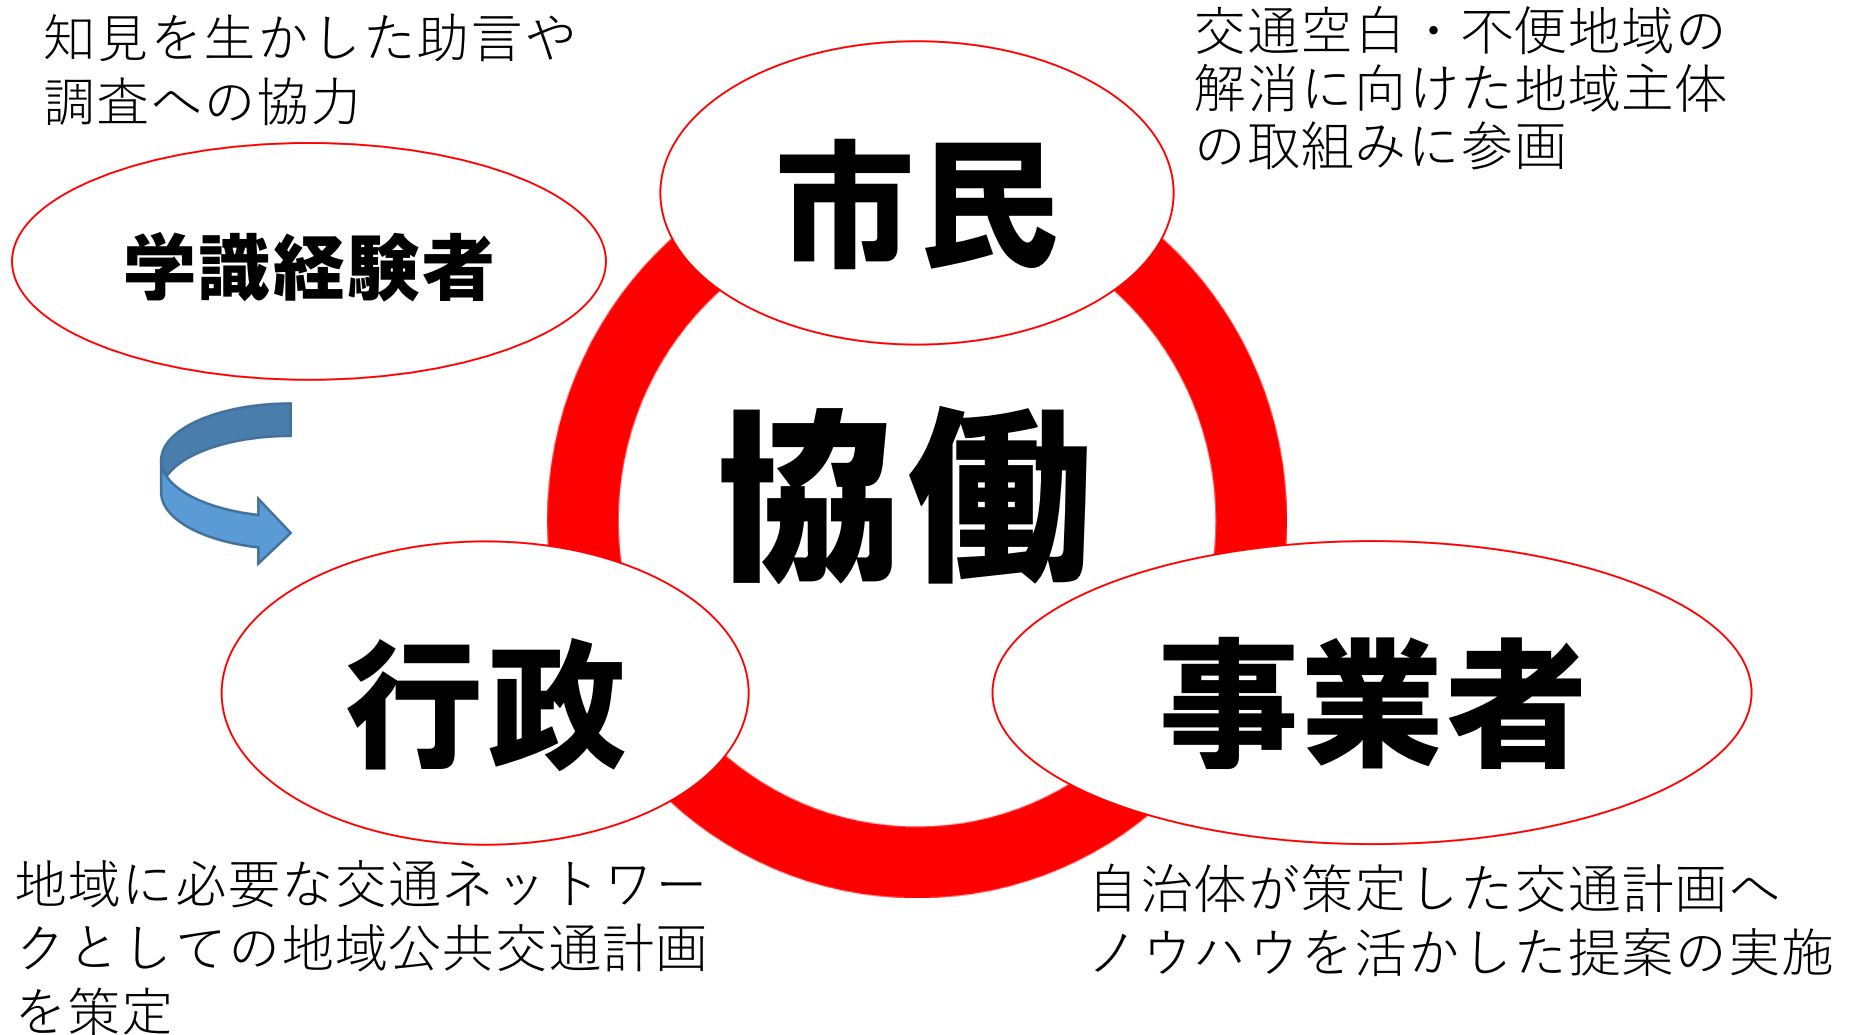 知見を生かした助言や
調査への協力
交通空白・不便地域の
解消に向けた地域主体
の取組みに参画
市民
学識経験者
協働
行政
事業者
地域に必要な交通ネットワー
クとしての地域公共交通計画
を策定
自治体が策定した交通計画へ
ノウハウを活かした提案の実施